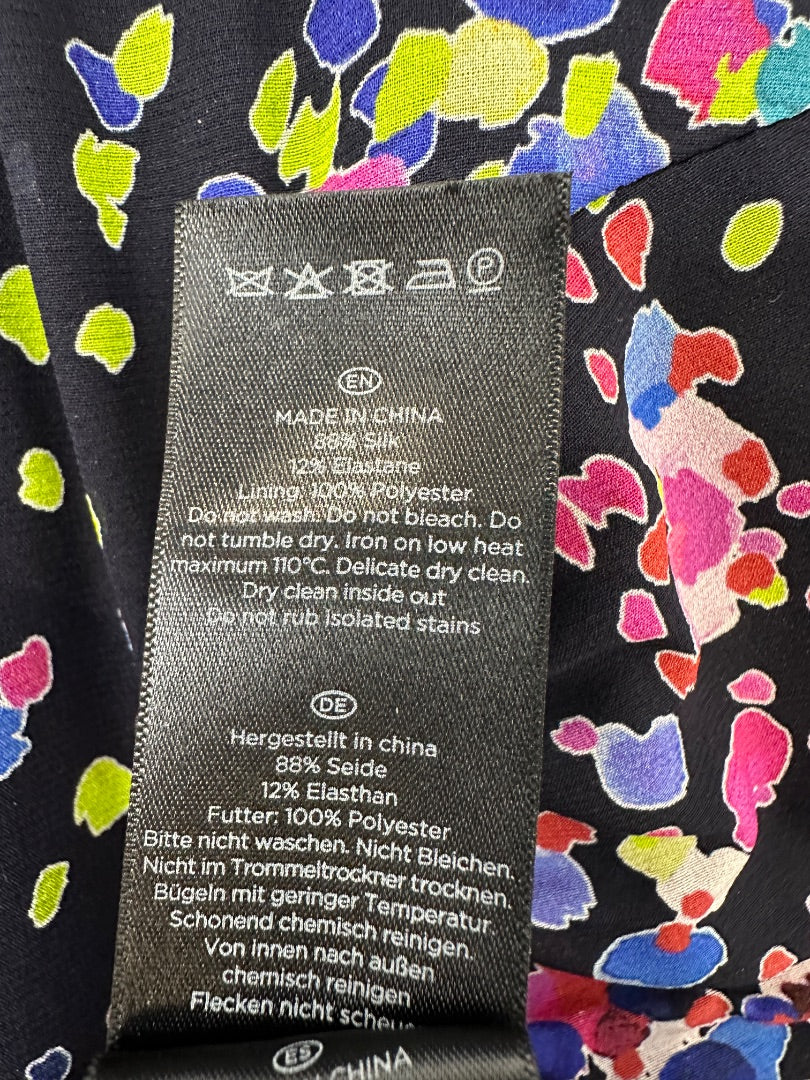 P
EN
MADE IN CHINA
88% Silk
12% Elastane
Lining: 100% Polyester
Do not wash. Do not bleach. Do
not tumble dry. Iron on low heat
maximum 110°C. Delicate dry clean.
Dry clean inside out
Do not rub isolated stains
DE
Hergestellt in china
88% Seide
12% Elasthan
Futter: 100% Polyester
Bitte nicht waschen. Nicht Bleichen.
Nicht im Trommeltrockner trocknen.
Bügeln mit geringer Temperatur
Schonend chemisch reinigen.
Von innen nach außen
chemisch reinigen
Flecken nicht
ES
CHINA